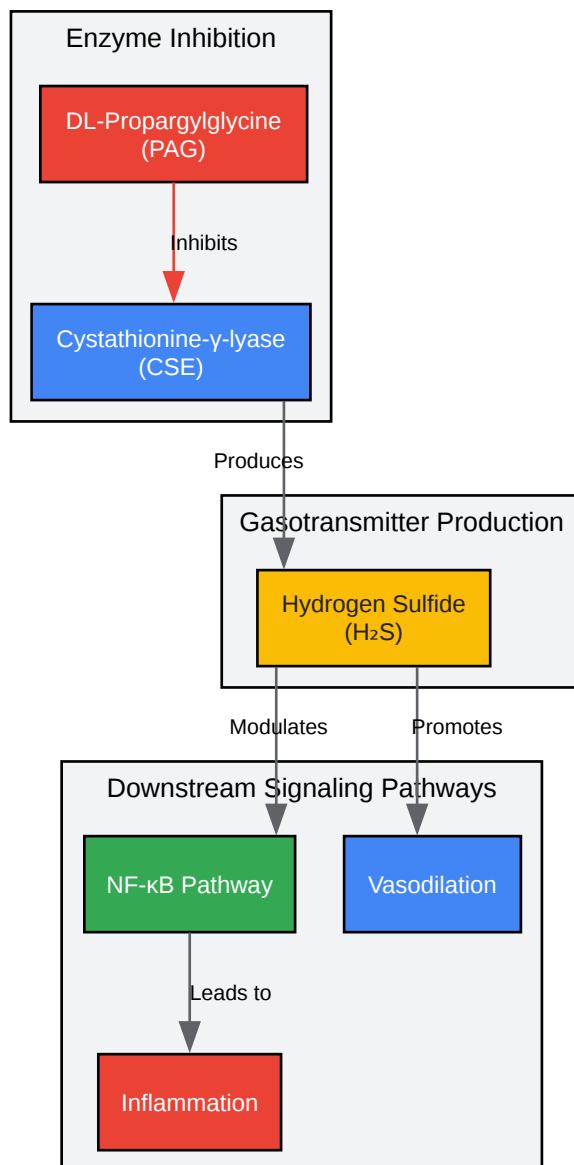 Enzyme Inhibition
DL-Propargylglycine
(PAG)
Inhibits
Cystathionine-γ-lyase
(CSE)
Produces
Gasotransmitter Production
Hydrogen Sulfide
(H₂S)
Modulates
Promotes
Downstream Signaling Pathways
NF-κB Pathway
Vasodilation
Leads to
Inflammation